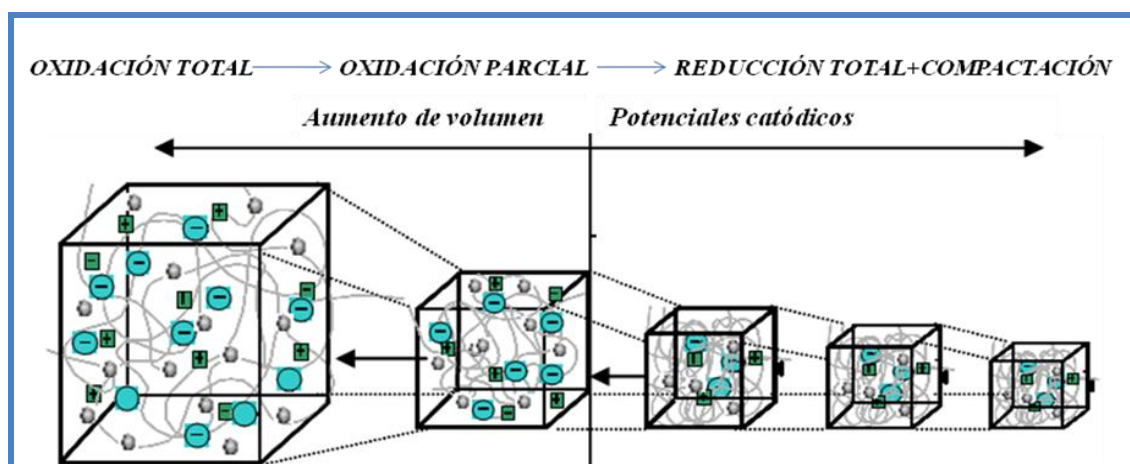 OXIDACIÓN TOTAL OXIDACIÓN PARCIAL REDUCCIÓN TOTAL+COMPACTACIÓN
Aumento de volumen Potenciales catódicos